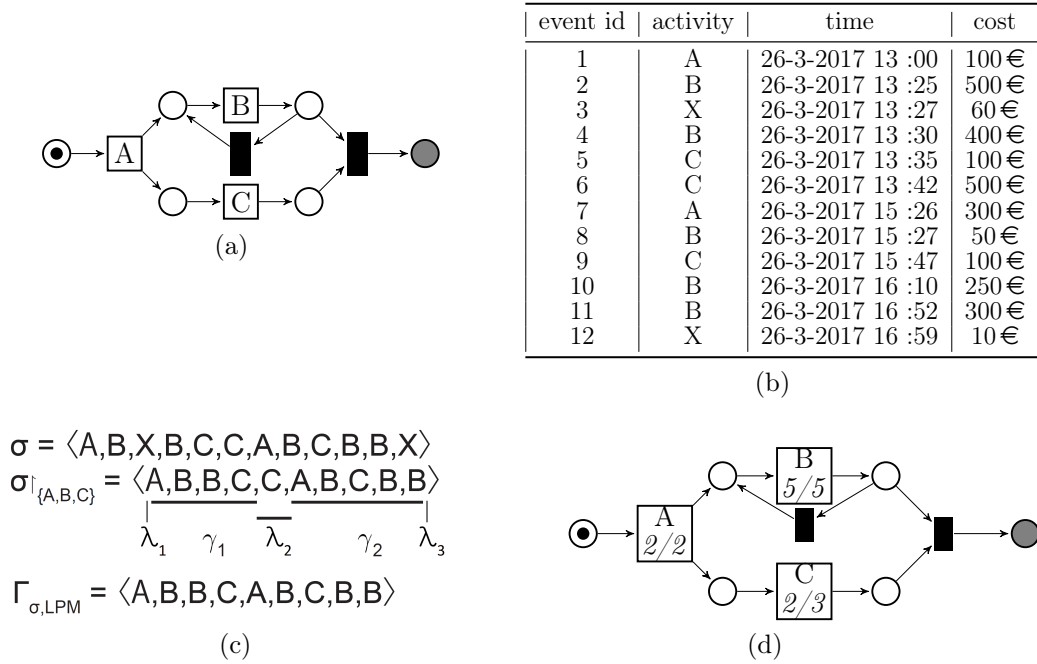 A
B
C
(a)
event id activity time cost
1 A 26-3-2017 13 :00 100 €
2 B 26-3-2017 13 :25 500 €
3 X 26-3-2017 13 :27 60 €
4 B 26-3-2017 13 :30 400 €
5 C 26-3-2017 13 :35 100 €
6 C 26-3-2017 13 :42 500 €
7 A 26-3-2017 15 :26 300 €
8 B 26-3-2017 15 :27 50 €
9 C 26-3-2017 15 :47 100 €
10 B 26-3-2017 16 :10 250 €
11 B 26-3-2017 16 :52 300 €
12 X 26-3-2017 16 :59 10 €
(b)
σ = ⟨A,B,X,B,C,C,A,B,C,B,B,X⟩
σ↾{A,B,C} = ⟨A,B,B,C,C,A,B,C,B,B⟩
λ1 γ1 λ2 γ2 λ3
Γσ,LPM = ⟨A,B,B,C,A,B,C,B,B⟩
(c)
B
5/5
A
2/2
C
2/3
(d)